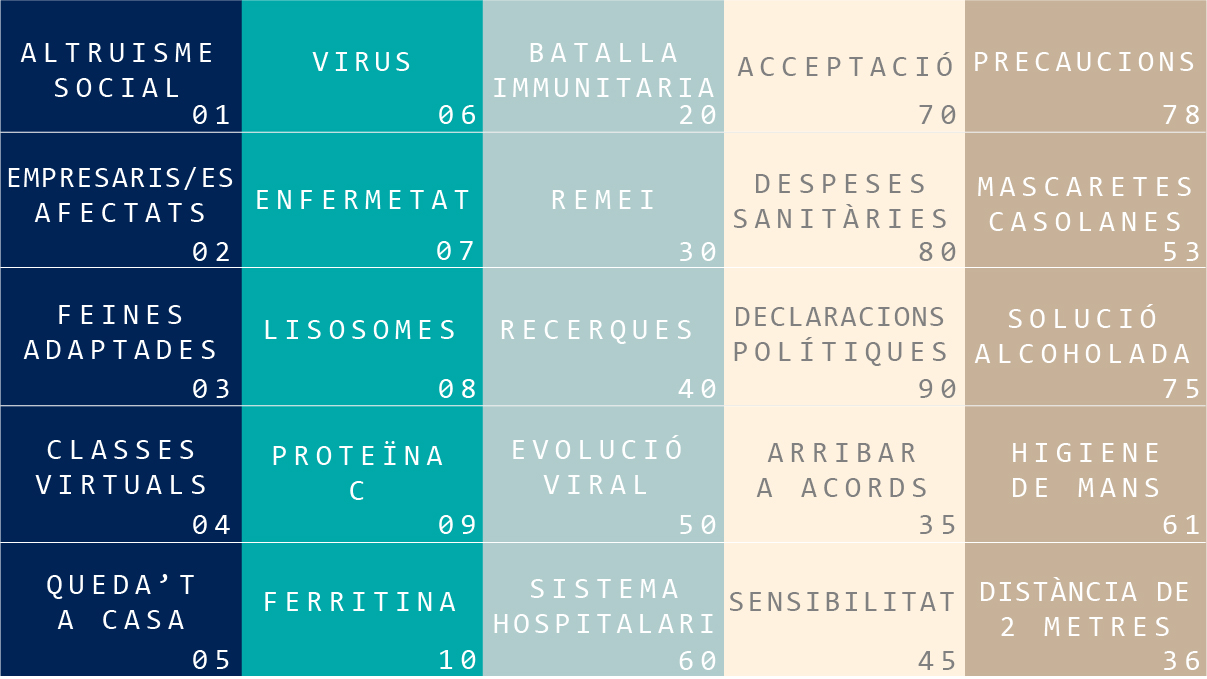 ALTRUISME
SOCIAL
01
VIRUS
06
BATALLA
IMMUNITARIA
20
ACCEPTACIÓ
70
PRECAUCIONS
78
EMPRESARIS/ES
AFECTATS
02
ENFERMETAT
07
REMEI
30
DESPESES
SANITÀRIES
80
MASCARETES
CASOLANES
53
FEINES
ADAPTADES
03
LISOSOMES
08
RECERQUES
40
DECLARACIONS
POLÍTIQUES
90
SOLUCIÓ
ALCOHOLADA
75
CLASSES
VIRTUALS
04
PROTEÏNA
C
09
EVOLUCIÓ
VIRAL
50
ARRIBAR
A ACORDS
35
HIGIENE
DE MANS
61
QUEDA’T
A CASA
05
FERRITINA
10
SISTEMA
HOSPITALARI
60
SENSIBILITAT
45
DISTÀNCIA DE
2 METRES
36